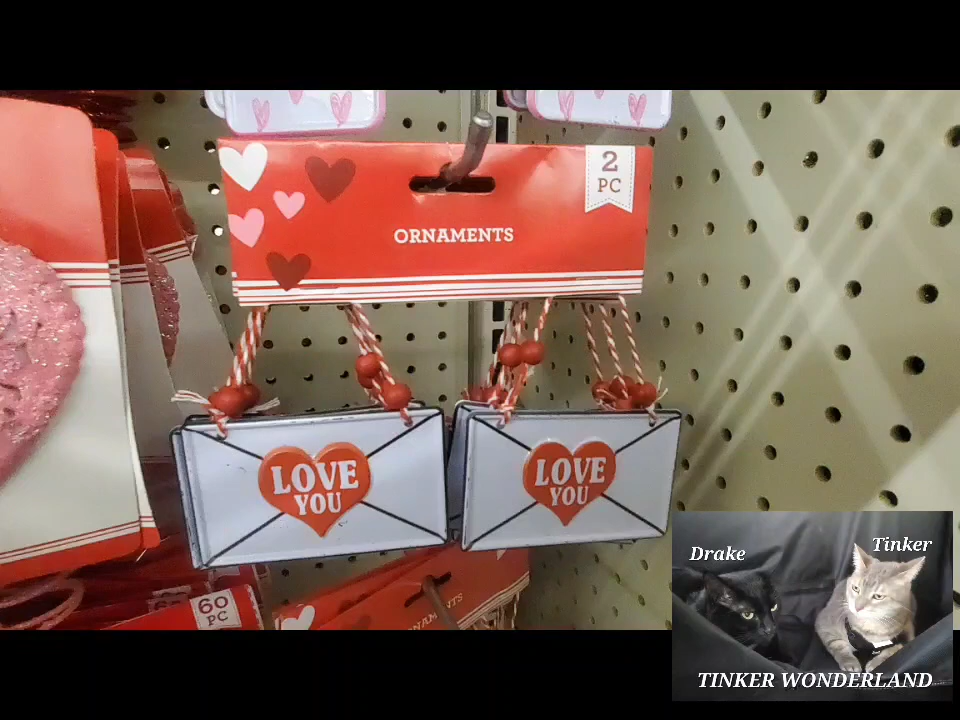 2
PC
ORNAMENTS
LOVE
YOU
LOVE
YOU
60
PC
Drake
Tinker
TINKER WONDERLAND